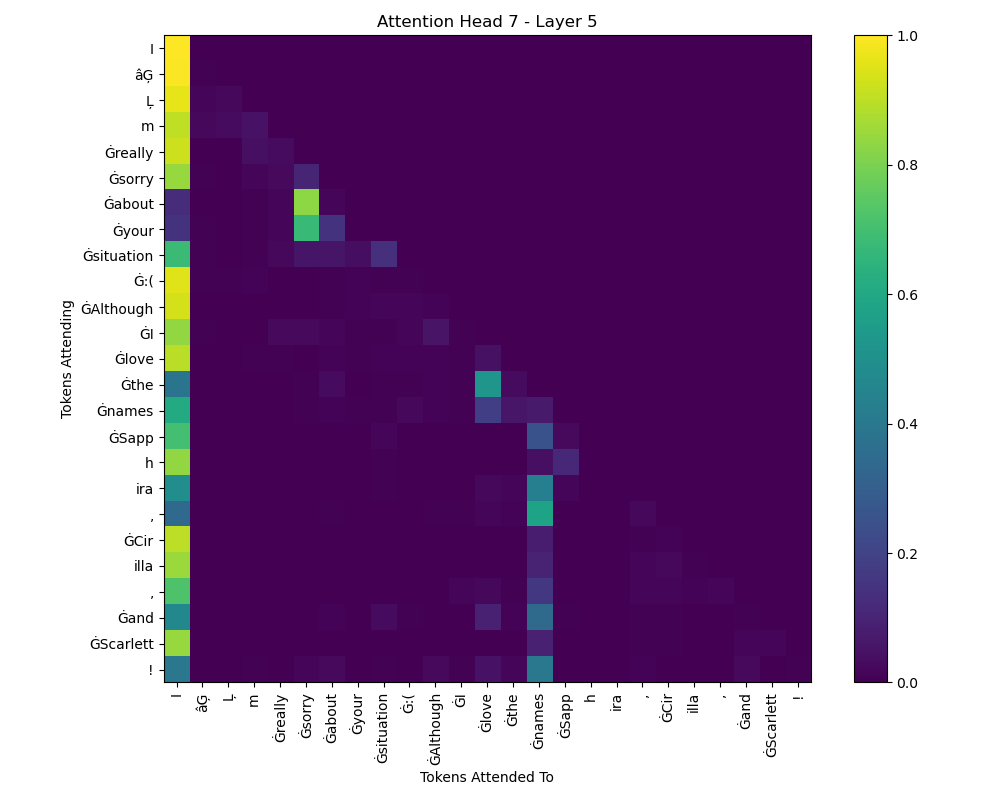 Attention Head 7 - Layer 5
Tokens Attending
I
âĢ
Ļ
m
Ġreally
Ġsorry
Ġabout
Ġyour
Ġsituation
Ġ:(
ĠAlthough
ĠI
Ġlove
Ġthe
Ġnames
ĠSapp
h
ira
,
ĠCir
illa
,
Ġand
ĠScarlett
!
I
âĢ
Ļ
m
Ġreally
Ġsorry
Ġabout
Ġyour
Ġsituation
Ġ:(
ĠAlthough
ĠI
Ġlove
Ġthe
Ġnames
ĠSapp
h
ira
,
ĠCir
illa
,
Ġand
ĠScarlett
!
Tokens Attended To
1.0
0.8
0.6
0.4
0.2
0.0